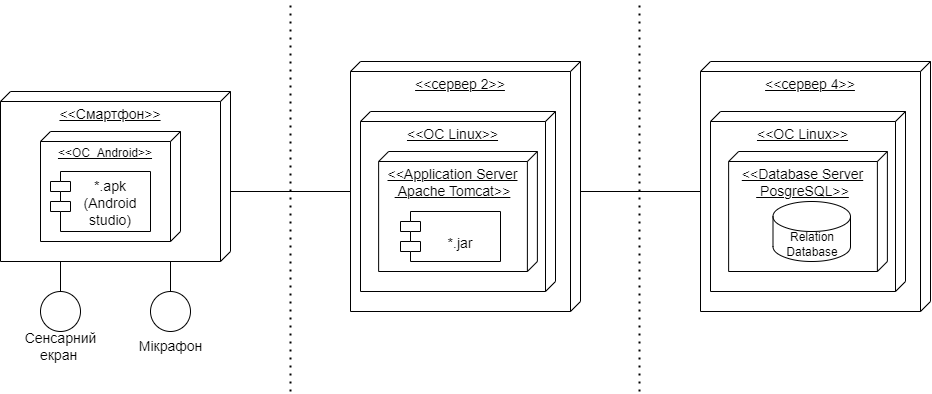 <<Смартфон>>
<<ОС  Android>>
*.apk
(Android
studio)
Сенсарний
екран
Мікрафон
<<сервер 2>>
<<ОС Linux>>
<<Application Server
Apache Tomcat>>
*.jar
<<сервер 4>>
<<ОС Linux>>
<<Database Server
PosgreSQL>>
Relation
Database